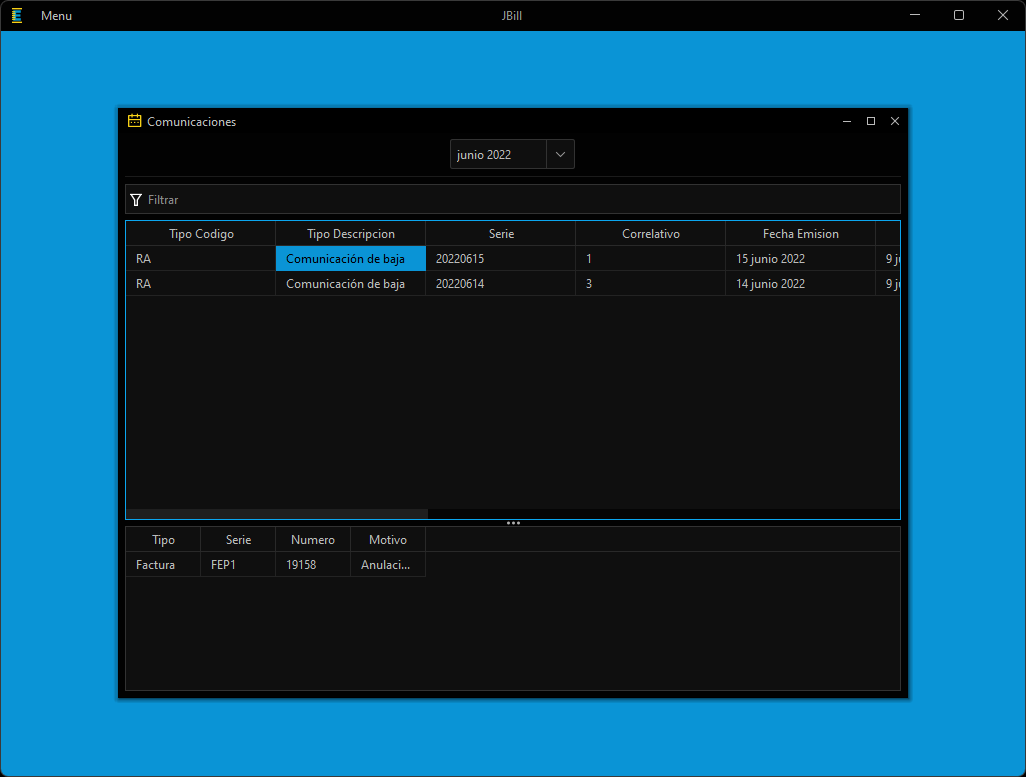 Menu JBill
Comunicaciones
junio 2022
Filtrar
Tipo Codigo Tipo Descripcion Serie Correlativo Fecha Emision
RA Comunicación de baja 20220615 1 15 junio 2022 9 j
RA Comunicación de baja 20220614 3 14 junio 2022 9 j
Tipo Serie Numero Motivo
Factura FEP1 19158 Anulaci...